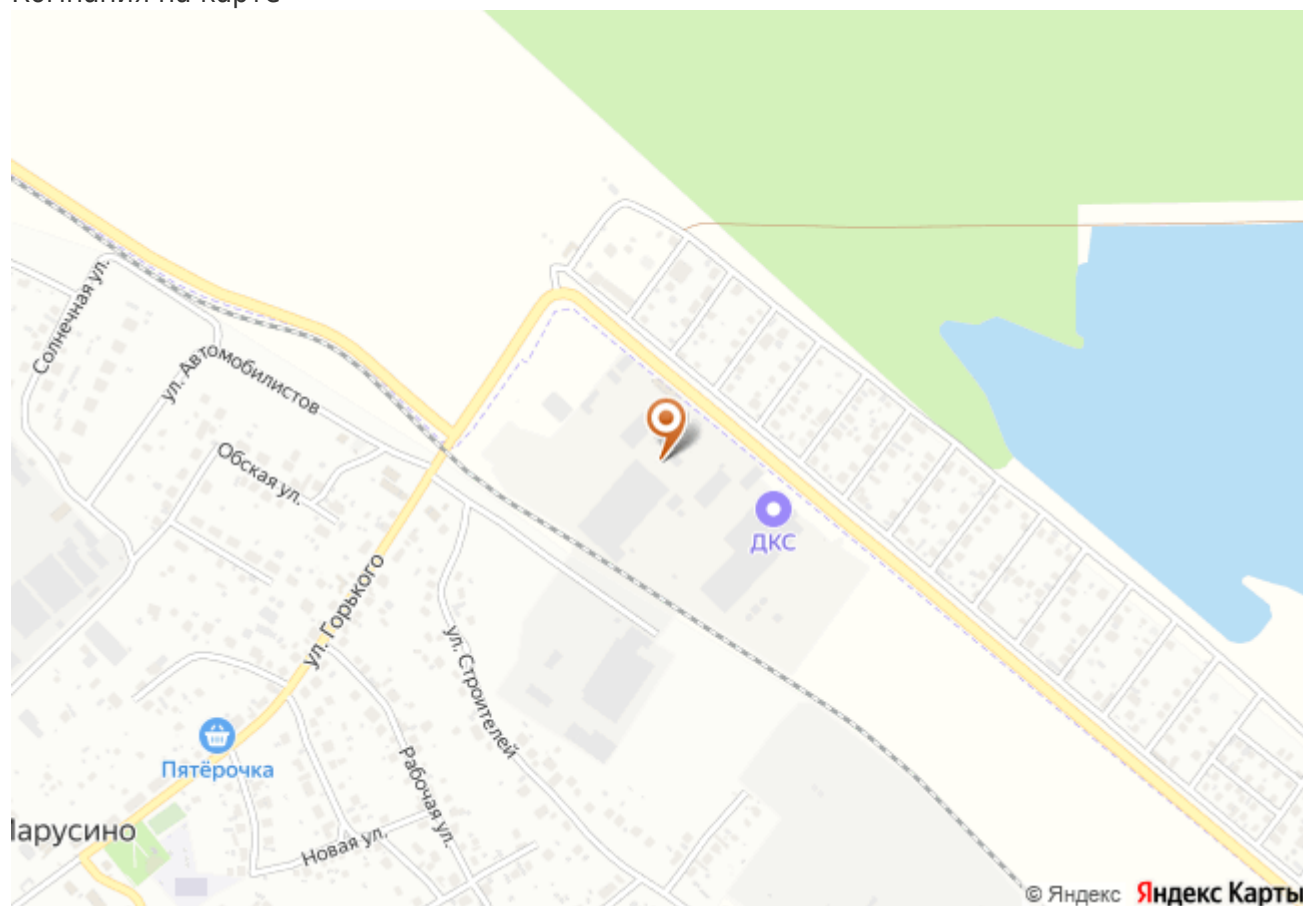 Солнечная ул.
ул. Автомобилистов
Обская ул.
ул. Горького
ДКС
ул. Строителей
Пятёрочка
Рабочая ул.
Новая ул.
© Яндекс Яндекс Карты